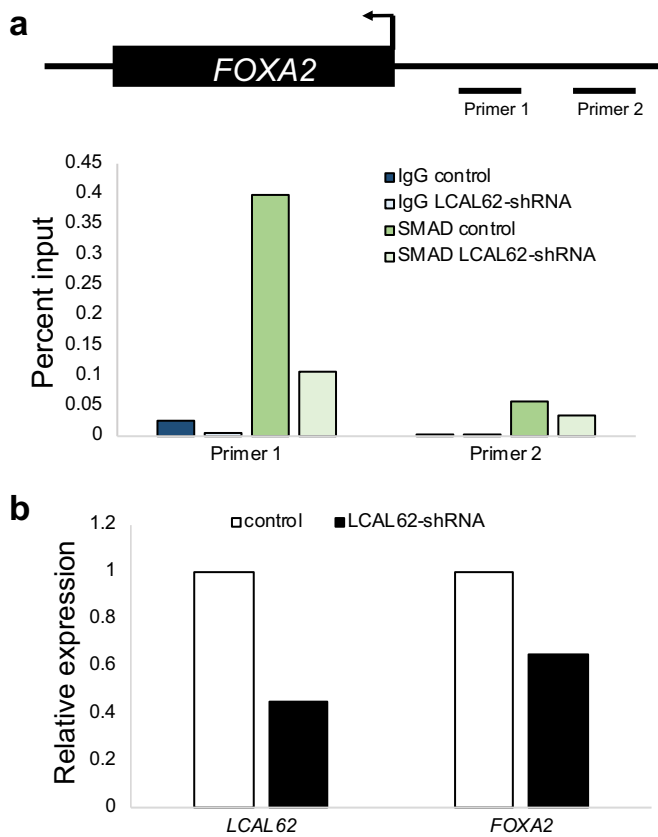 a
FOXA2
Primer 1
Primer 2
Percent input
0.45
0.4
0.35
0.3
0.25
0.2
0.15
0.1
0.05
0
IgG control
IgG LCAL62-shRNA
SMAD control
SMAD LCAL62-shRNA
Primer 1
Primer 2
b
Relative expression
1.2
1
0.8
0.6
0.4
0.2
0
control
LCAL62-shRNA
LCAL62
FOXA2